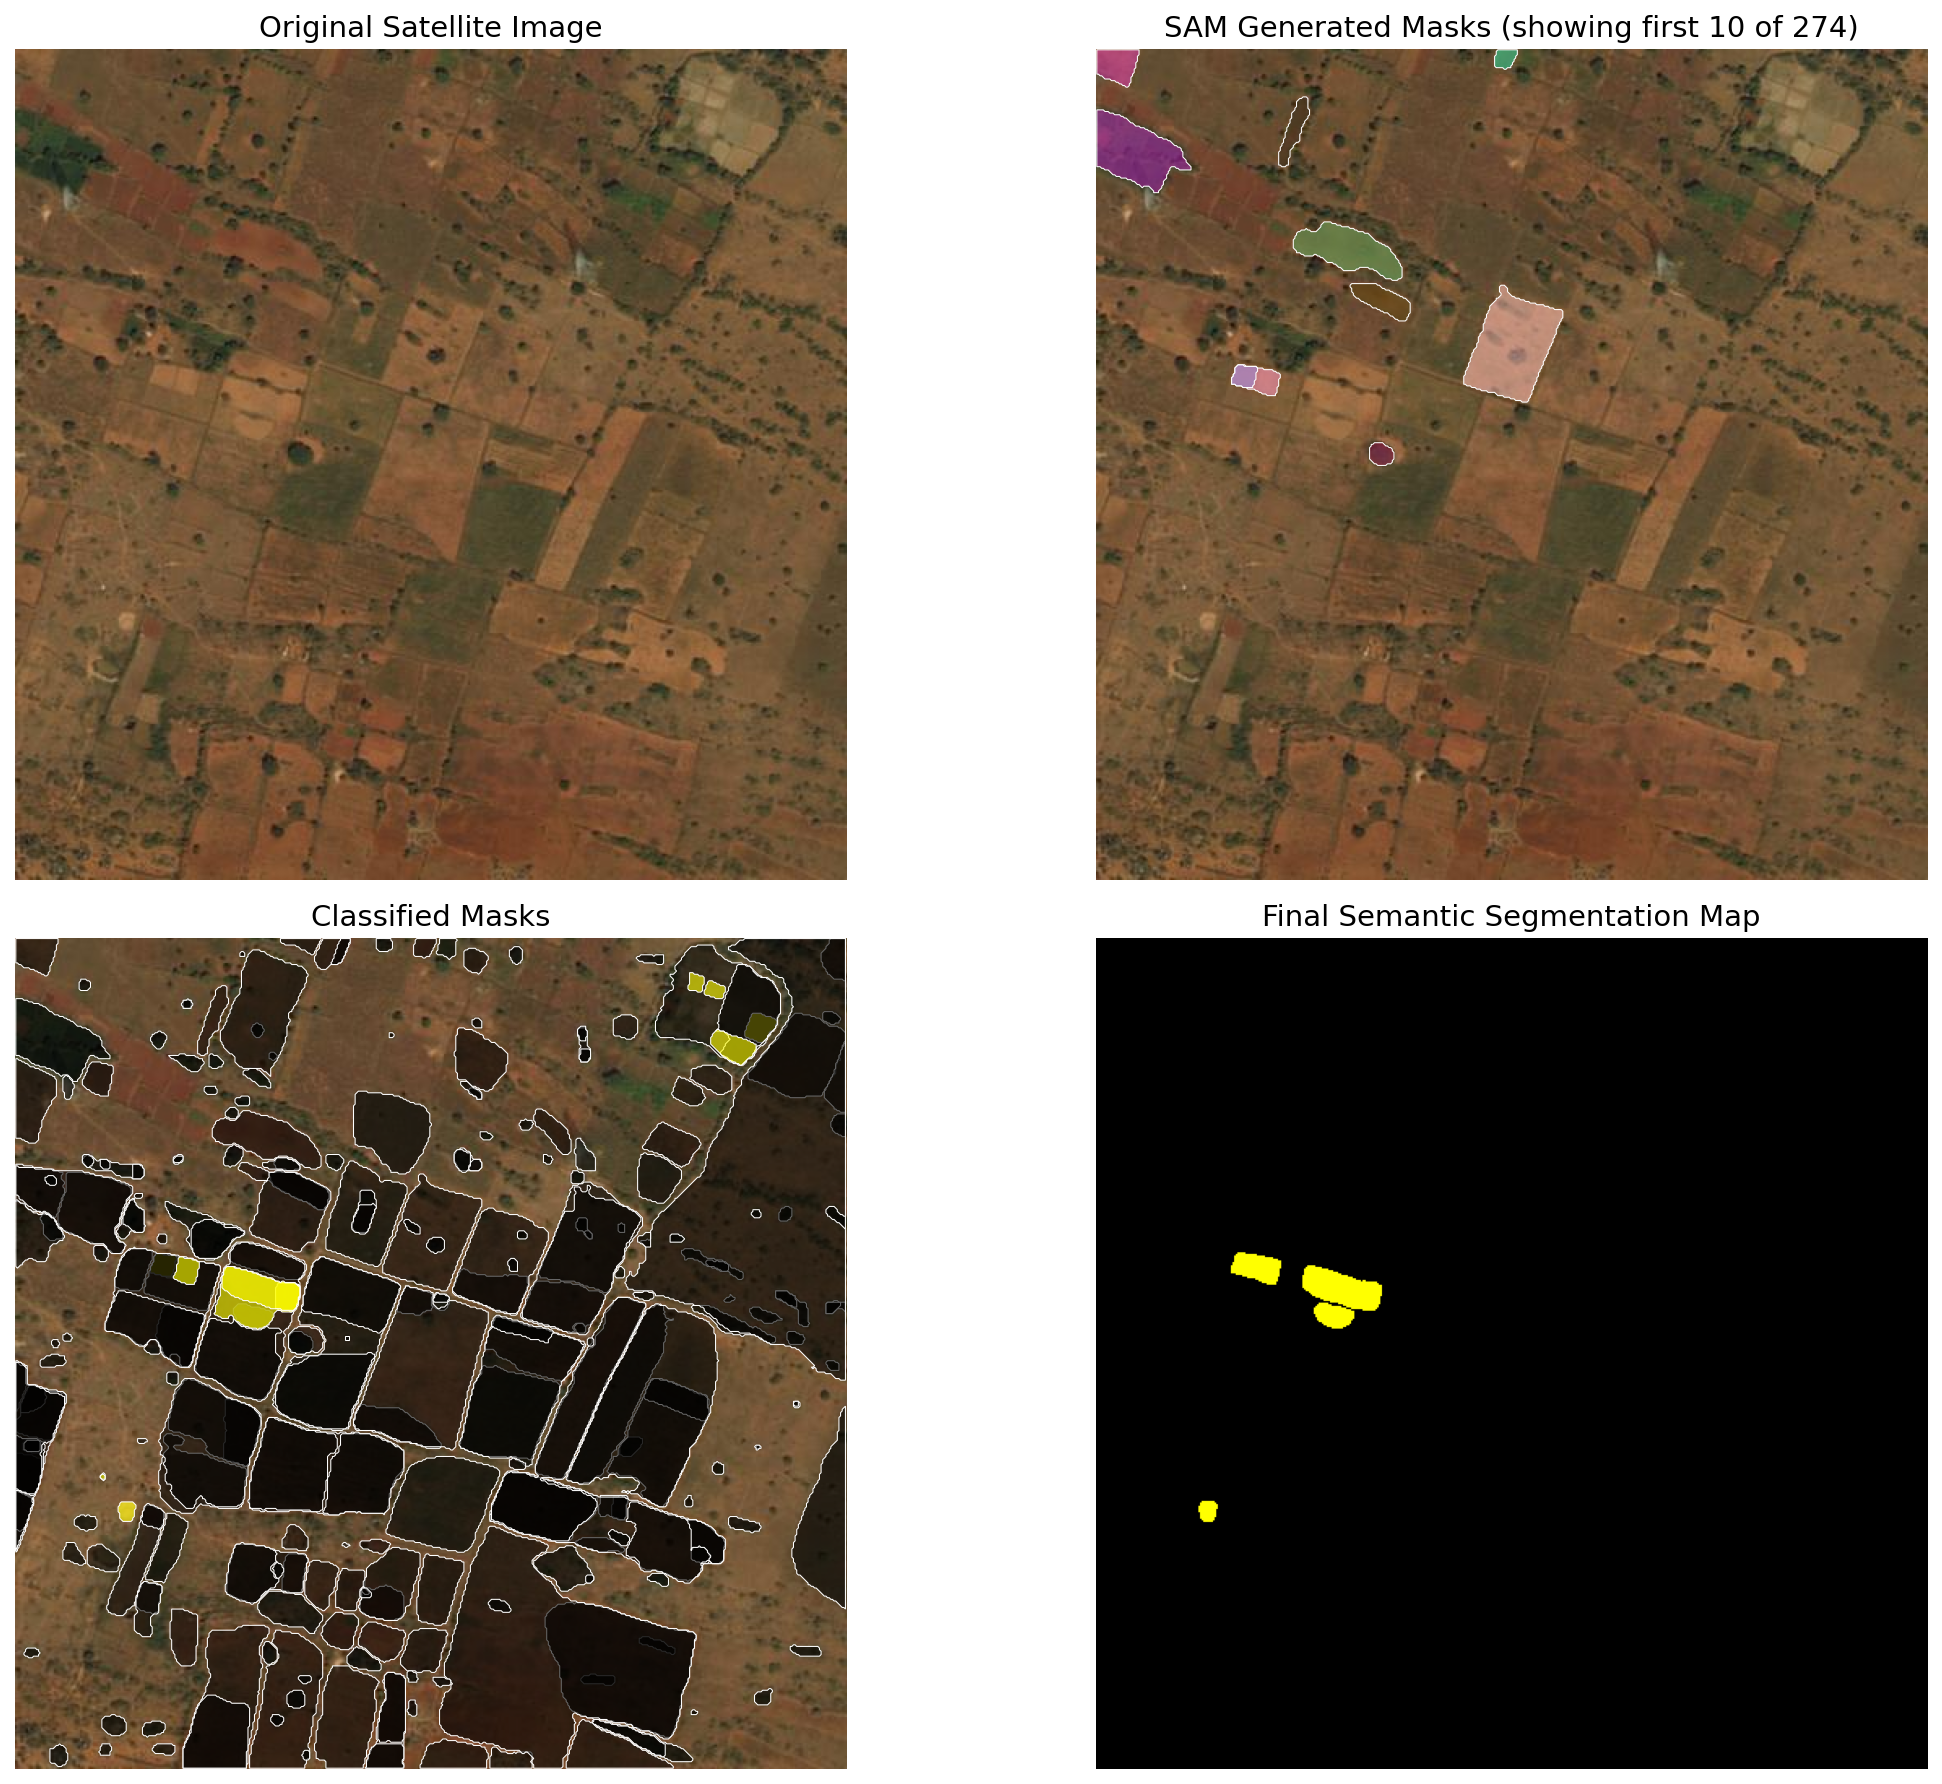 Original Satellite Image
SAM Generated Masks (showing first 10 of 274)
Classified Masks
Final Semantic Segmentation Map